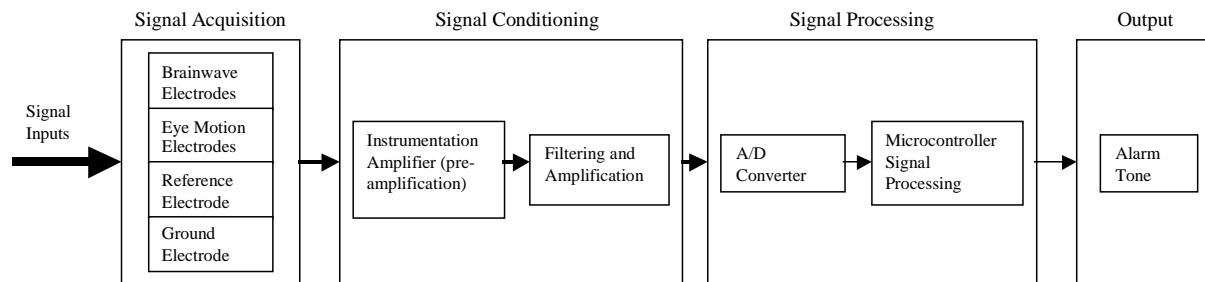 Signal Acquisition
Signal Conditioning
Signal Processing
Output
Signal
Inputs
Brainwave
Electrodes
Eye Motion
Electrodes
Reference
Electrode
Ground
Electrode
Instrumentation
Amplifier (pre-
amplification)
Filtering and
Amplification
A/D
Converter
Microcontroller
Signal
Processing
Alarm
Tone